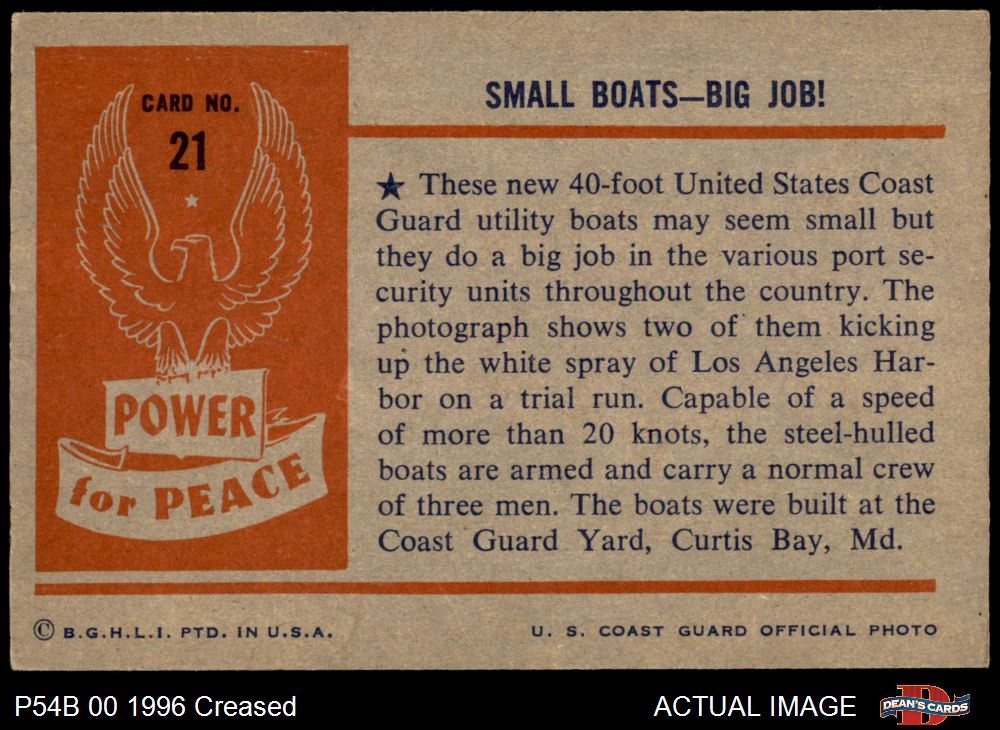 CARD NO.
21
POWER
for PEACE
SMALL BOATS—BIG JOB!
★ These new 40-foot United States Coast
Guard utility boats may seem small but
they do a big job in the various port se-
curity units throughout the country. The
photograph shows two of them kicking
up the white spray of Los Angeles Har-
bor on a trial run. Capable of a speed
of more than 20 knots, the steel-hulled
boats are armed and carry a normal crew
of three men. The boats were built at the
Coast Guard Yard, Curtis Bay, Md.
© B.G.H.L.I. PTD. IN U.S.A.
U. S. COAST GUARD OFFICIAL PHOTO
P54B 00 1996 Creased
ACTUAL IMAGE
D
DEAN'S CARDS